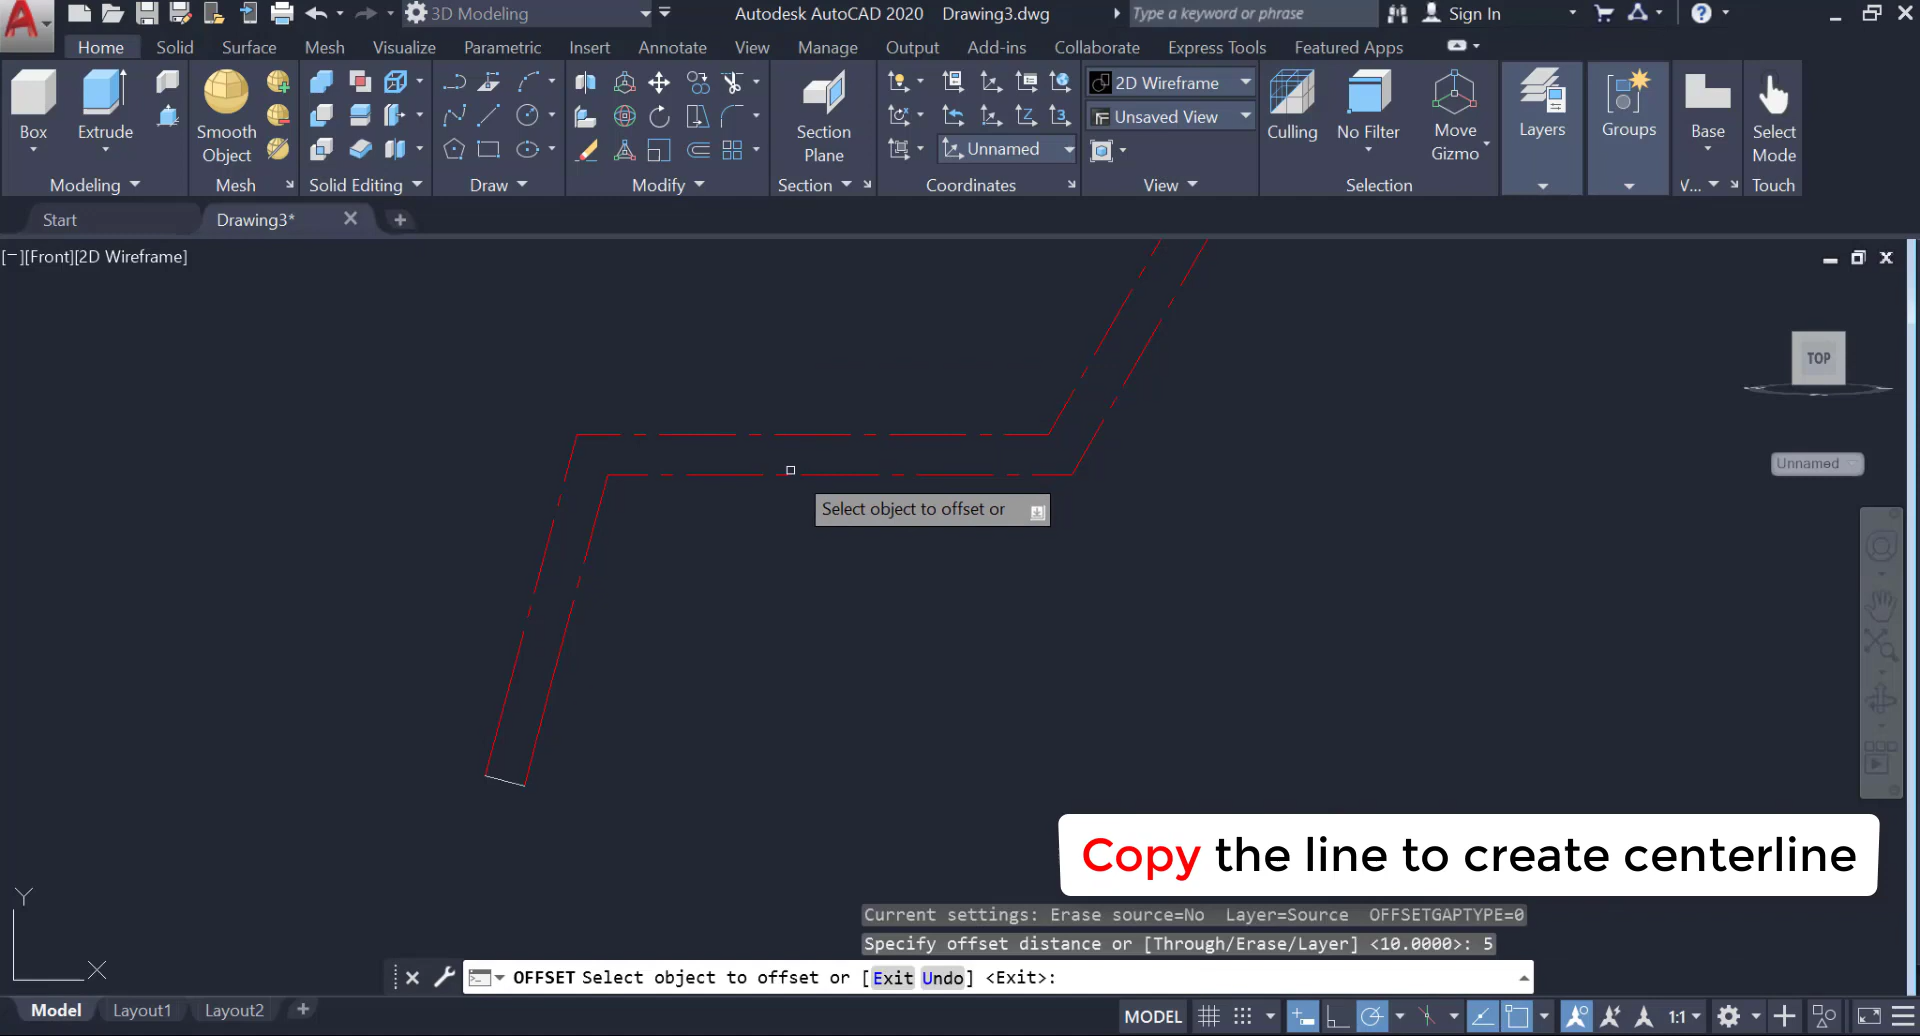 3D Modeling
Autodesk AutoCAD 2020 Drawing3.dwg
Type a keyword or phrase
Sign In
Home Solid Surface Mesh Visualize Parametric Insert Annotate View Manage Output Add-ins Collaborate Express Tools Featured Apps
Box
Extrude
Smooth
Object
Section
Plane
2D Wireframe
Unsaved View
Unnamed
Culling
No Filter
Move
Gizmo
Layers
Groups
Base
Select
Mode
Modeling Mesh Solid Editing Draw Modify Section Coordinates View Selection V... Touch
Start
Drawing3*
[−][Front][2D Wireframe]
TOP
Unnamed
Select object to offset or
Copy the line to create centerline
Current settings: Erase source=No Layer=Source OFFSETGAPTYPE=0
Specify offset distance or [Through/Erase/Layer] <10.0000>: 5
OFFSET Select object to offset or [Exit Undo] <Exit>:
Y
X
Model Layout1 Layout2
MODEL
1:1